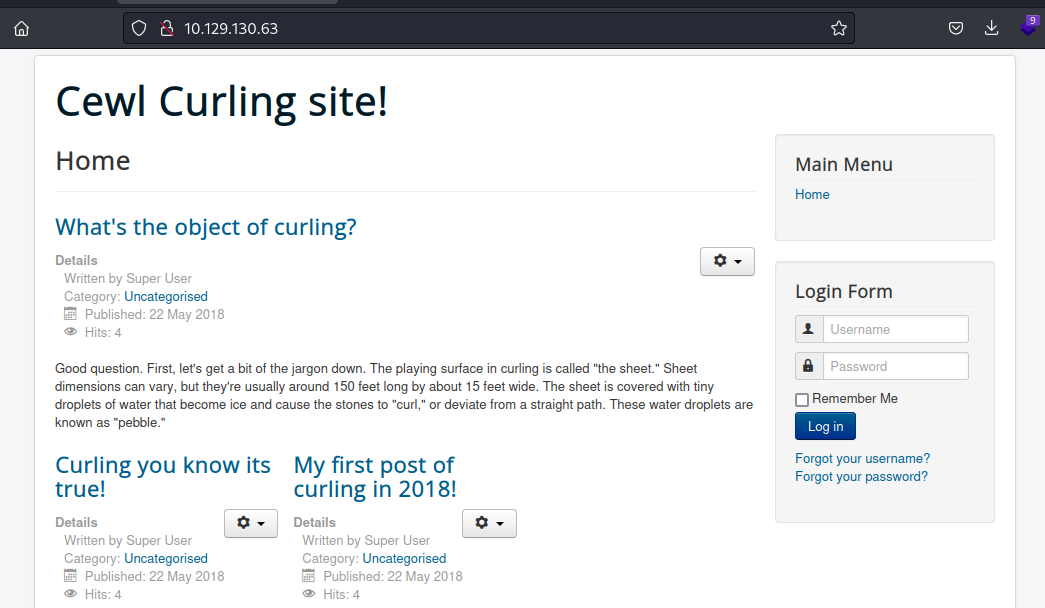 10.129.130.63
9
Cewl Curling site!
Home
What's the object of curling?
Details
Written by Super User
Category: Uncategorised
Published: 22 May 2018
Hits: 4
Good question. First, let's get a bit of the jargon down. The playing surface in curling is called "the sheet." Sheet
dimensions can vary, but they're usually around 150 feet long by about 15 feet wide. The sheet is covered with tiny
droplets of water that become ice and cause the stones to "curl," or deviate from a straight path. These water droplets are
known as "pebble."
Curling you know its
true!
Details
Written by Super User
Category: Uncategorised
Published: 22 May 2018
Hits: 4
My first post of
curling in 2018!
Details
Written by Super User
Category: Uncategorised
Published: 22 May 2018
Hits: 4
Main Menu
Home
Login Form
Username
Password
Remember Me
Log in
Forgot your username?
Forgot your password?